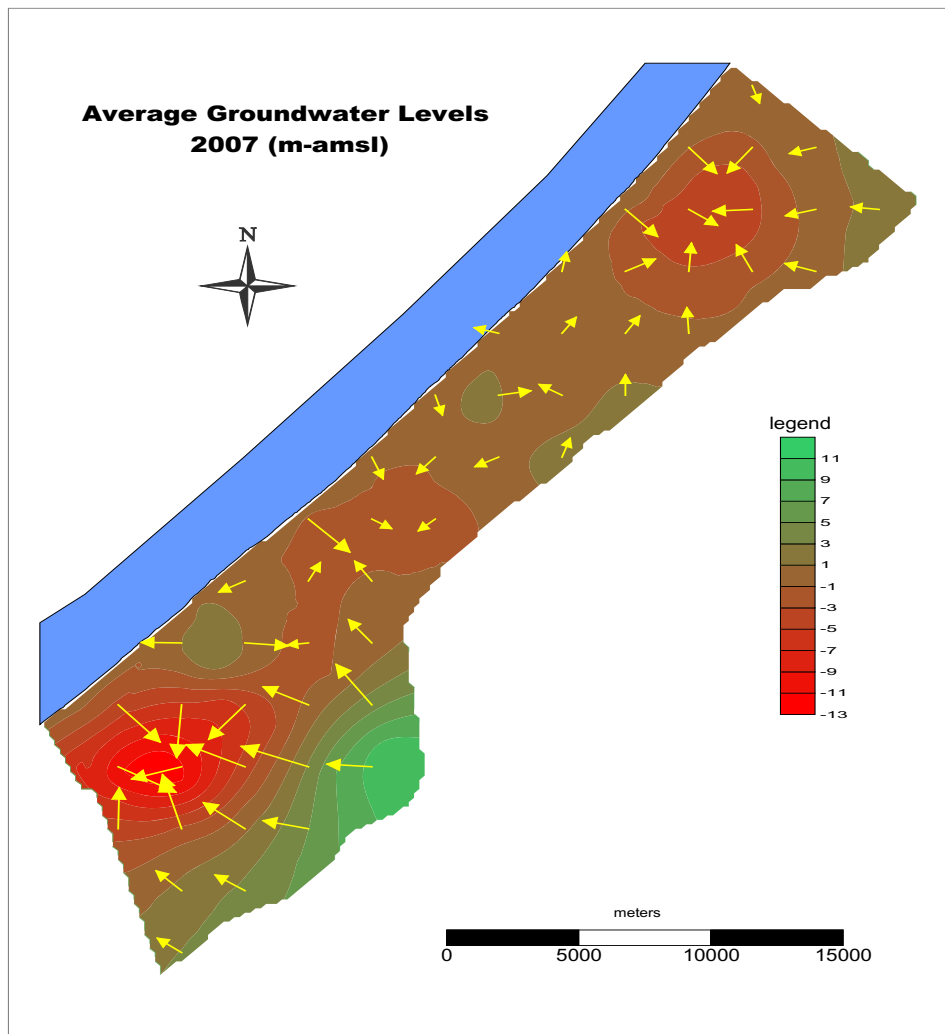 Average Groundwater Levels
2007 (m-amsl)
N
legend
11
9
7
5
3
1
-1
-3
-5
-7
-9
-11
-13
meters
0 5000 10000 15000